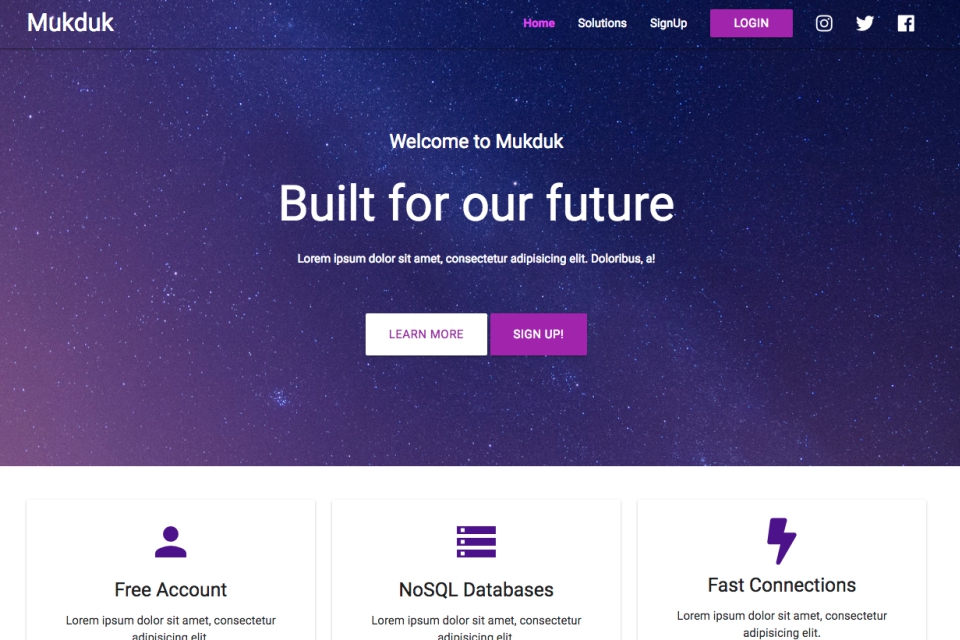 Mukduk
Home Solutions SignUp LOGIN
Welcome to Mukduk
Built for our future
Lorem ipsum dolor sit amet, consectetur adipisicing elit. Doloribus, a!
LEARN MORE SIGN UP!
Free Account
Lorem ipsum dolor sit amet, consectetur
adipisicing elit.
NoSQL Databases
Lorem ipsum dolor sit amet, consectetur
adipisicing elit.
Fast Connections
Lorem ipsum dolor sit amet, consectetur
adipisicing elit.